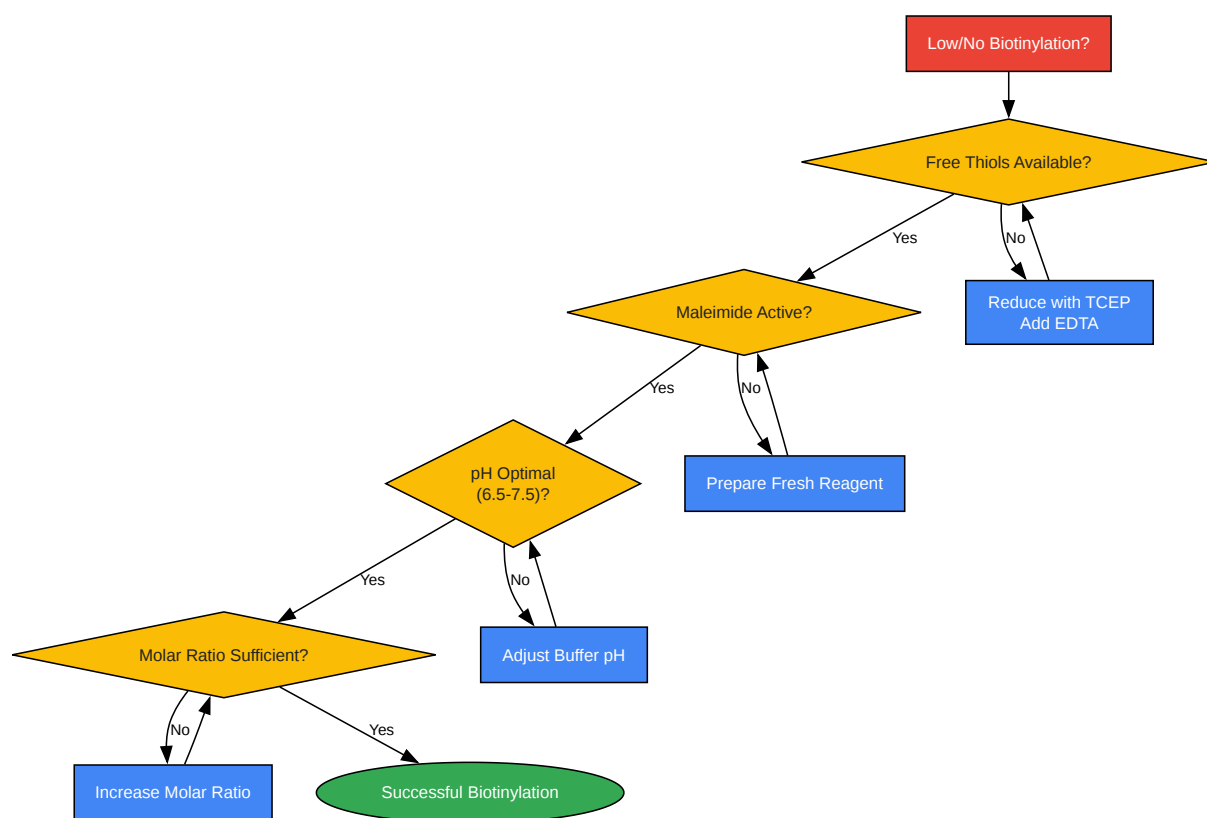 Low/No Biotinylation?
Free Thiols Available?
Yes
No
Reduce with TCEP
Add EDTA
Maleimide Active?
Yes
No
Prepare Fresh Reagent
pH Optimal
(6.5-7.5)?
Yes
No
Adjust Buffer pH
Molar Ratio Sufficient?
No
Yes
Increase Molar Ratio
Successful Biotinylation